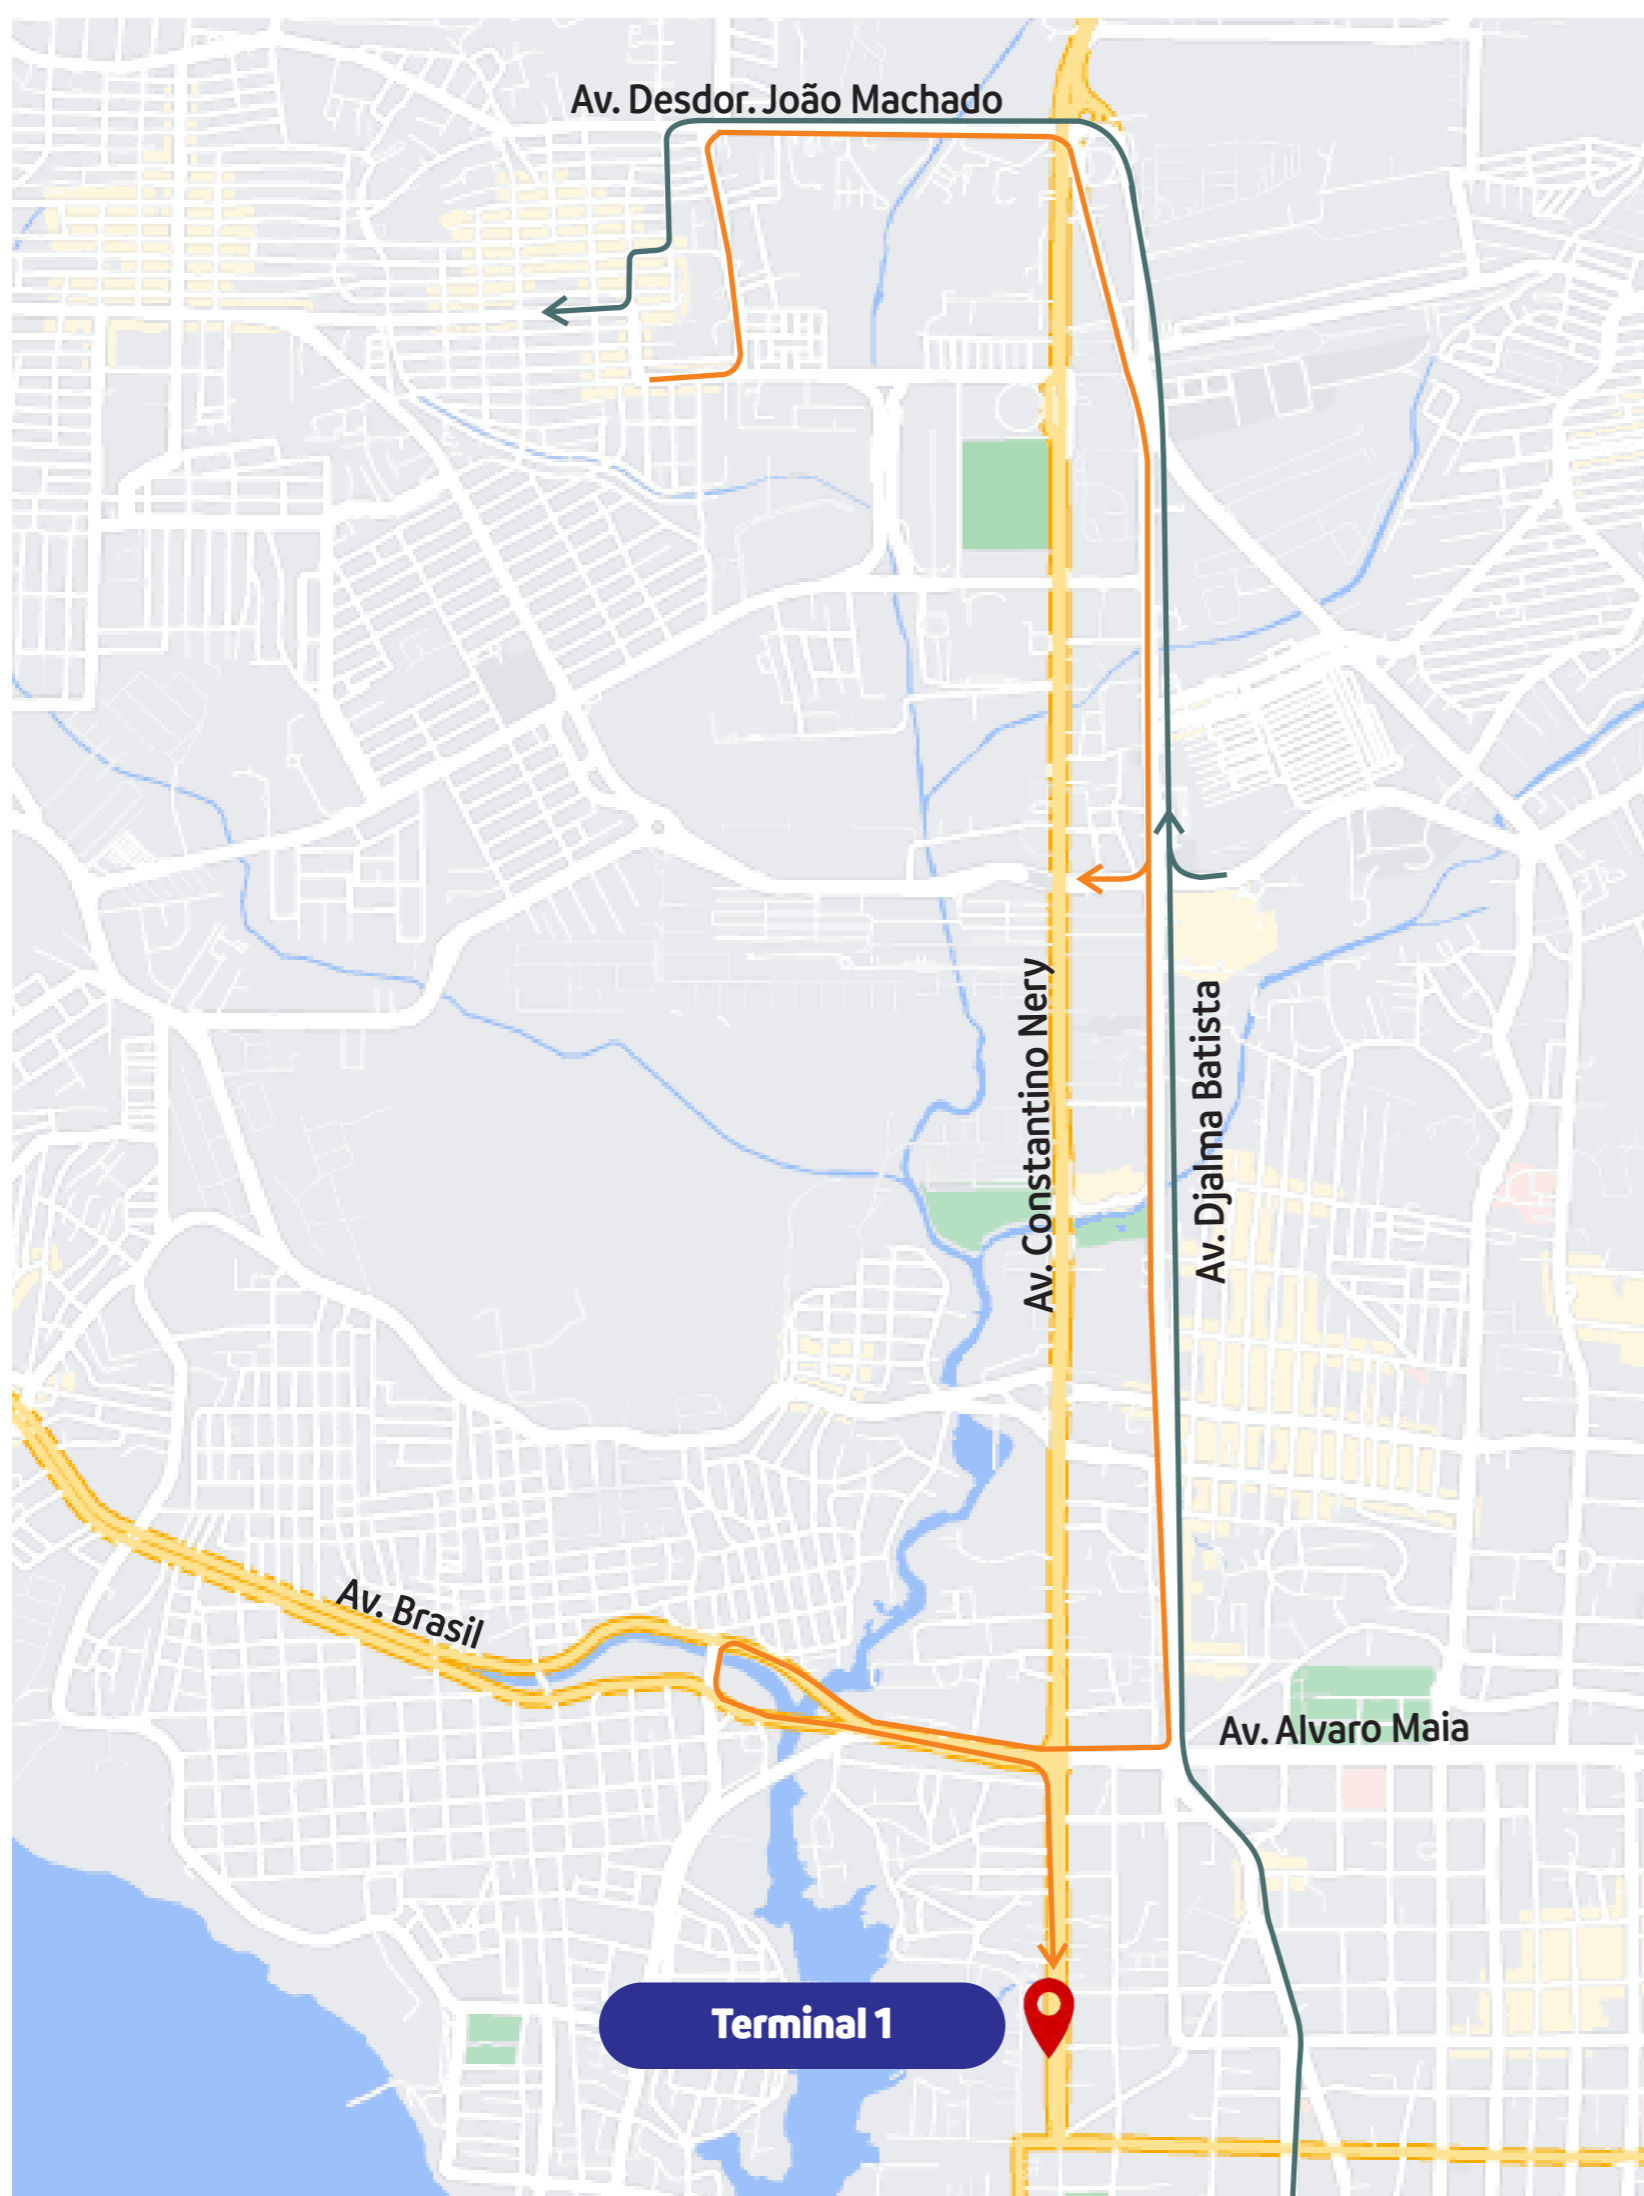 Av. Desdor. João Machado
Av. Constantino Nery
Av. Djalma Batista
Av. Brasil
Av. Alvaro Maia
Terminal 1